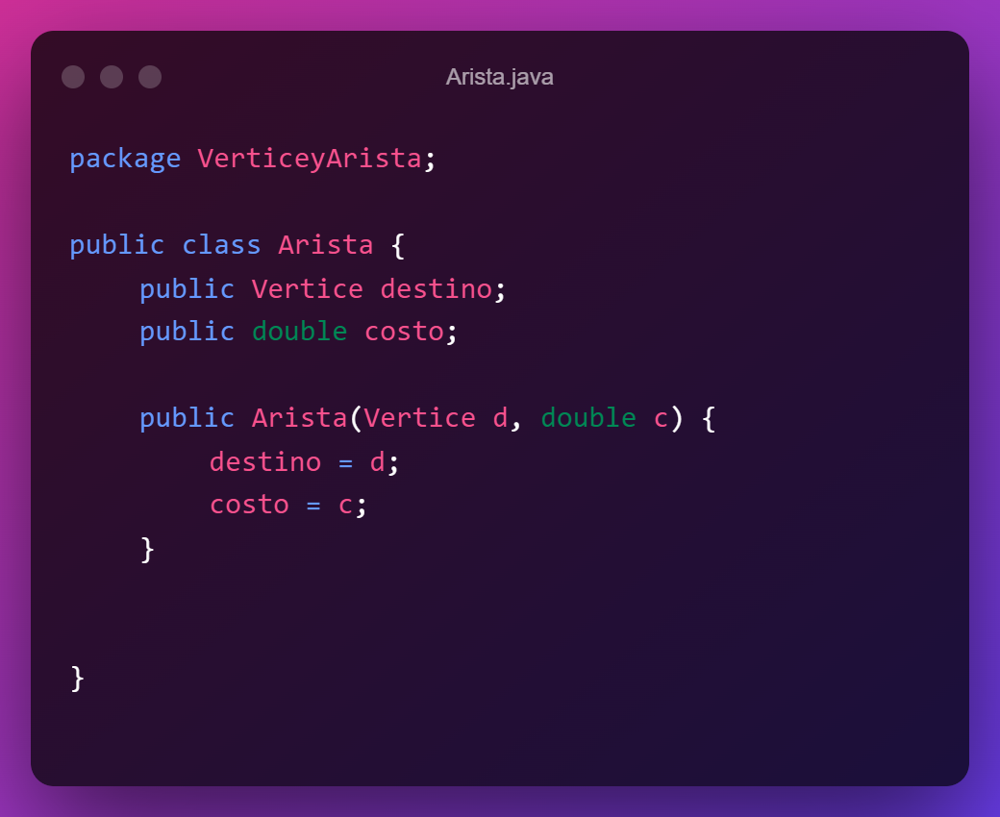 Arista.java
package VerticeyArista;
public class Arista {
public Vertice destino;
public double costo;
public Arista(Vertice d, double c) {
destino = d;
costo = c;
}
}